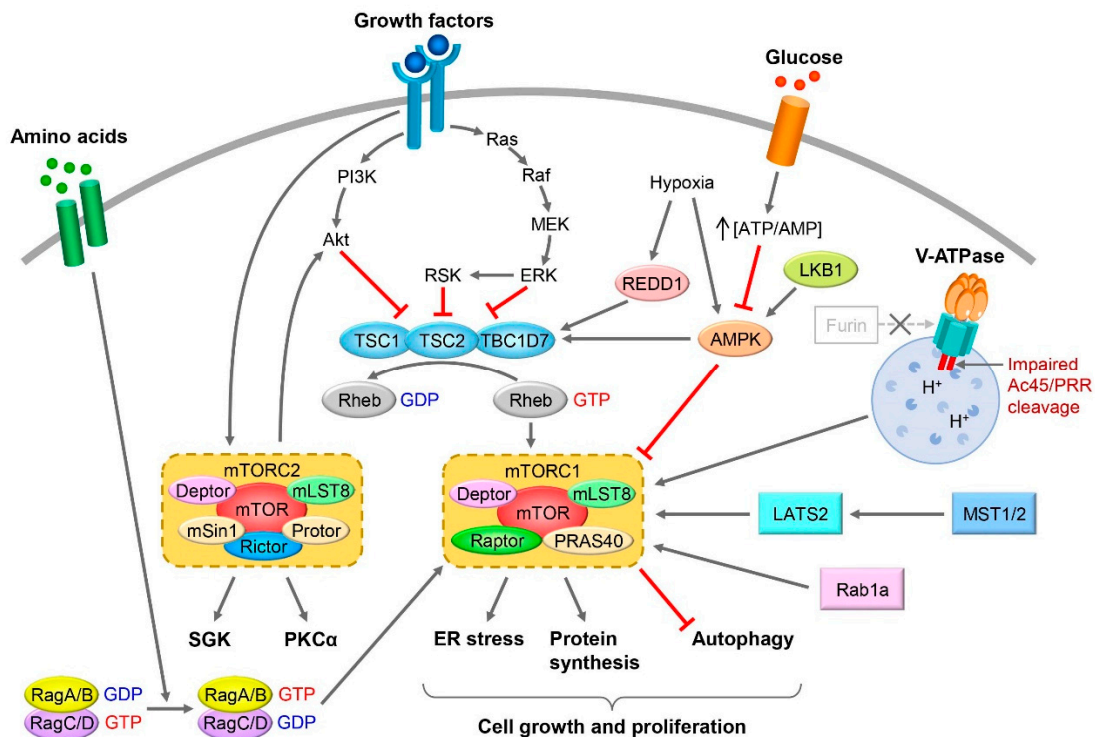 Growth factors
Glucose
Amino acids
Ras
PI3K
Raf
Hypoxia
MEK
↑[ATP/AMP]
Akt
V-ATPase
RSK
ERK
REDD1
LKB1
Furin
TSC1
TSC2
TBC1D7
AMPK
Impaired
Ac45/PRR
cleavage
H+
H+
Rheb GDP
Rheb GTP
mTORC2
Deptor
mLST8
mTOR
mSin1
Protor
Rictor
mTORC1
Deptor
mLST8
mTOR
Raptor
PRAS40
LATS2
MST1/2
Rab1a
SGK
PKCα
ER stress
Protein
synthesis
Autophagy
RagA/B GDP
RagC/D GTP
RagA/B GTP
RagC/D GDP
Cell growth and proliferation